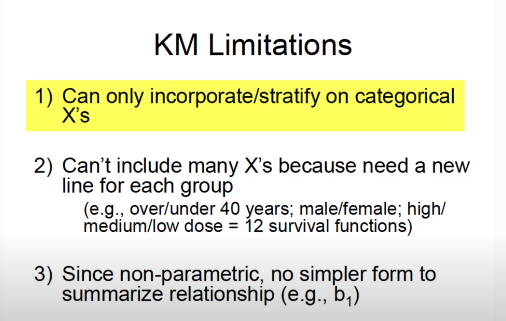 KM Limitations
1) Can only incorporate/stratify on categorical
X's
2) Can't include many X's because need a new
line for each group
(e.g., over/under 40 years; male/female; high/
medium/low dose = 12 survival functions)
3) Since non-parametric, no simpler form to
summarize relationship (e.g., b₁)